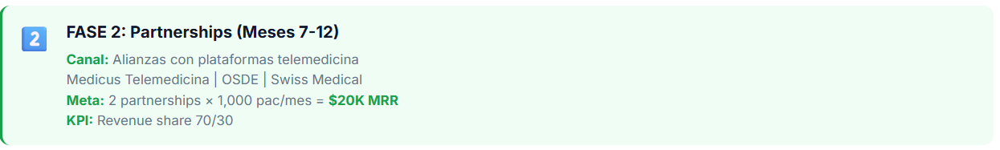 2
FASE 2: Partnerships (Meses 7-12)
Canal: Alianzas con plataformas telemedicina
Medicus Telemedicina | OSDE | Swiss Medical
Meta: 2 partnerships × 1,000 pac/mes = $20K MRR
KPI: Revenue share 70/30